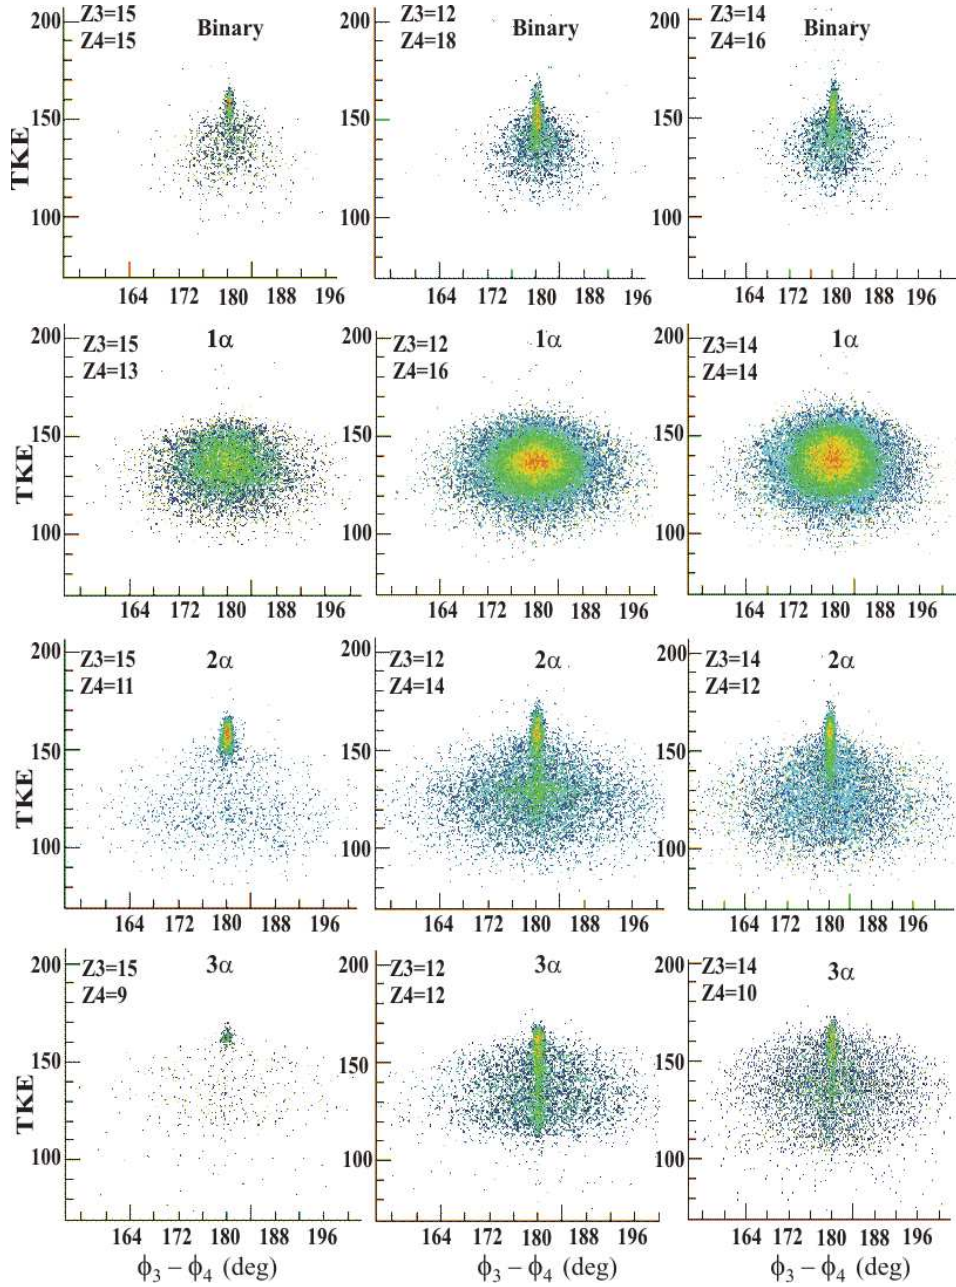 Z3=15
Z4=15
Binary
Z3=12
Z4=18
Binary
Z3=14
Z4=16
Binary
200
150
100
TKE
200
150
100
200
150
100
164 172 180 188 196
164 172 180 188 196
164 172 180 188 196
Z3=15
Z4=13
1α
Z3=12
Z4=16
1α
Z3=14
Z4=14
1α
200
150
100
TKE
200
150
100
200
150
100
164 172 180 188 196
164 172 180 188 196
164 172 180 188 196
Z3=15
Z4=11
2α
Z3=12
Z4=14
2α
Z3=14
Z4=12
2α
200
150
100
TKE
200
150
100
200
150
100
164 172 180 188 196
164 172 180 188 196
164 172 180 188 196
Z3=15
Z4=9
3α
Z3=12
Z4=12
3α
Z3=14
Z4=10
3α
200
150
100
TKE
200
150
100
200
150
100
164 172 180 188 196
164 172 180 188 196
164 172 180 188 196
ϕ₃ – ϕ₄ (deg)
ϕ₃ – ϕ₄ (deg)
ϕ₃ – ϕ₄ (deg)